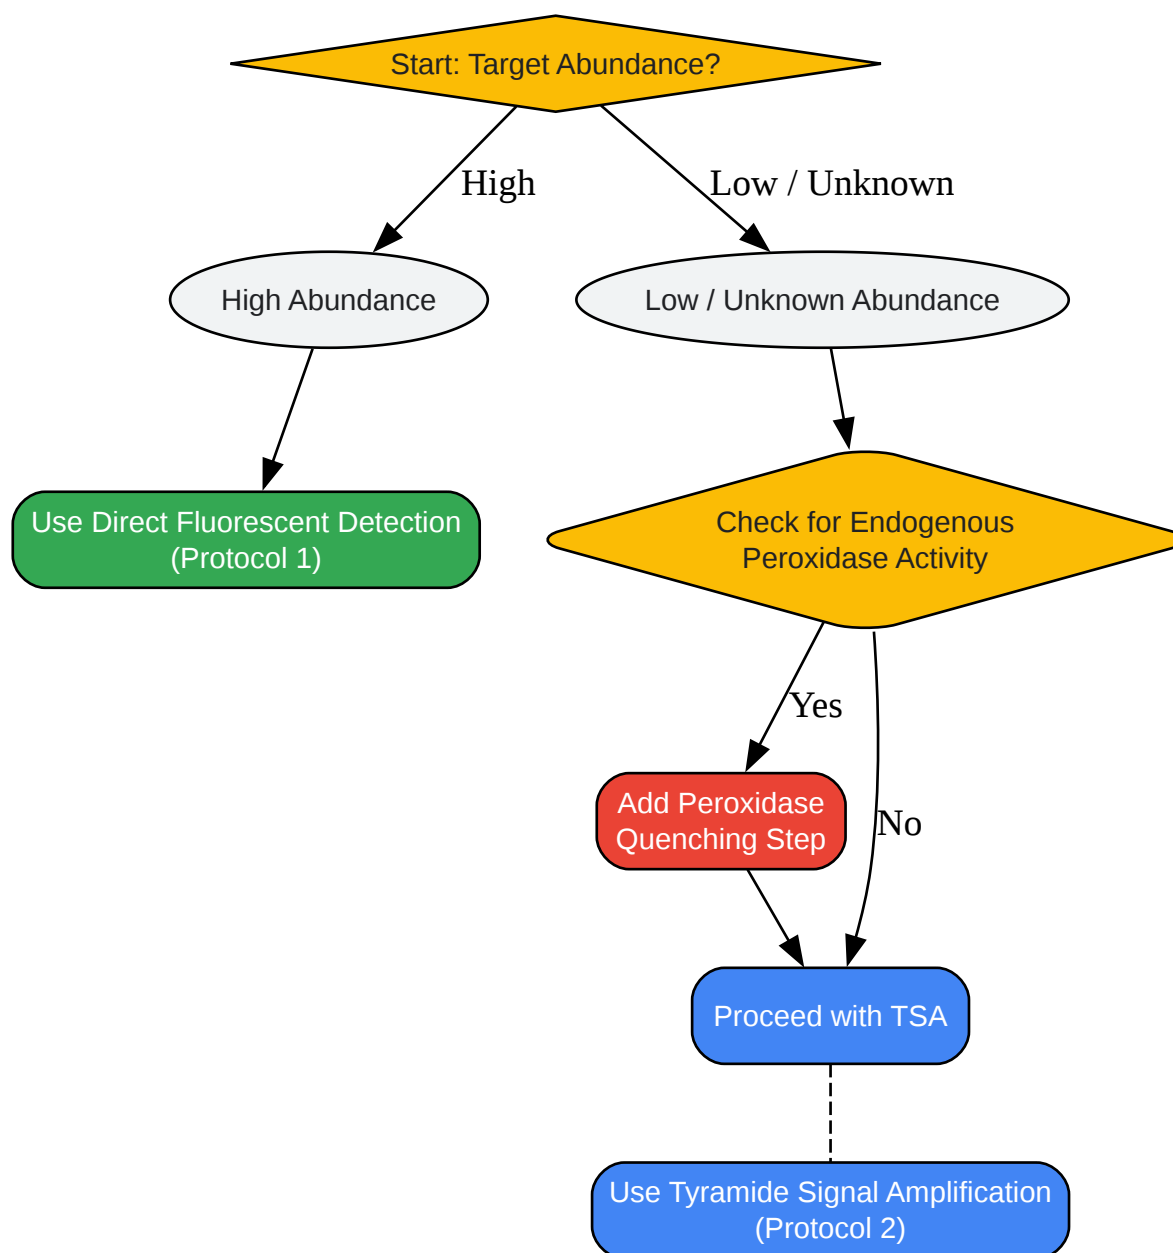 Start: Target Abundance?
High
Low / Unknown
High Abundance
Low / Unknown Abundance
Use Direct Fluorescent Detection
(Protocol 1)
Check for Endogenous
Peroxidase Activity
Yes
Add Peroxidase
Quenching Step
No
Proceed with TSA
Use Tyramide Signal Amplification
(Protocol 2)